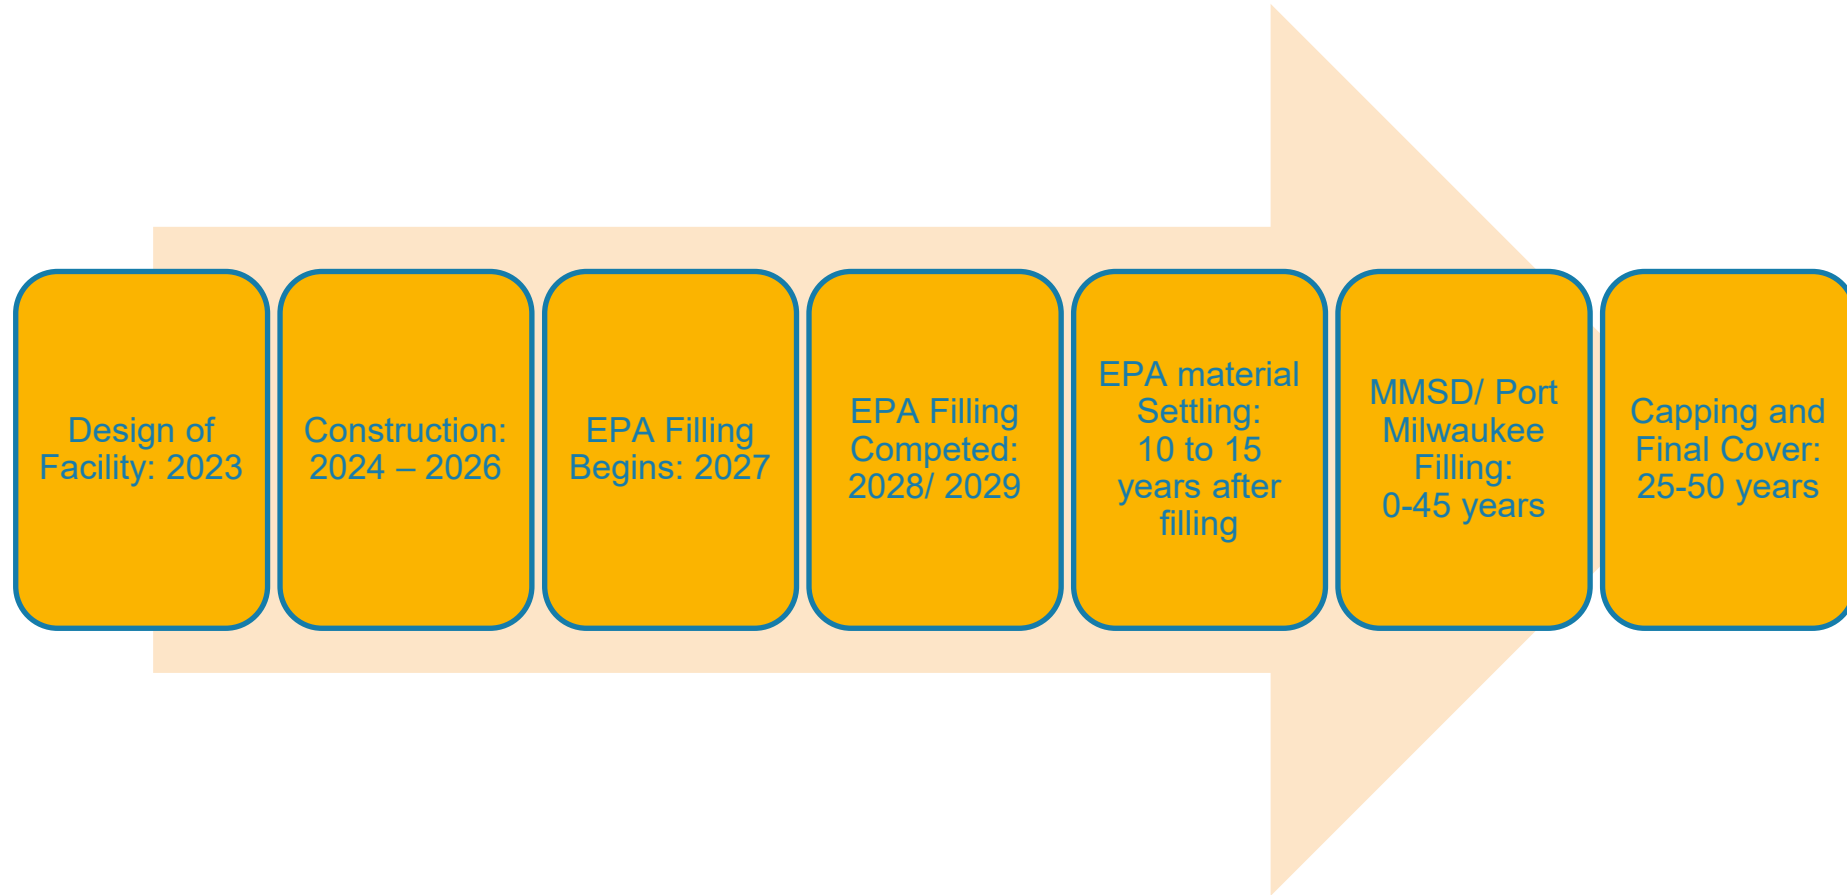 Design of
Facility: 2023
Construction:
2024 – 2026
EPA Filling
Begins: 2027
EPA Filling
Competed:
2028/ 2029
EPA material
Settling:
10 to 15
years after
filling
MMSD/ Port
Milwaukee
Filling:
0-45 years
Capping and
Final Cover:
25-50 years